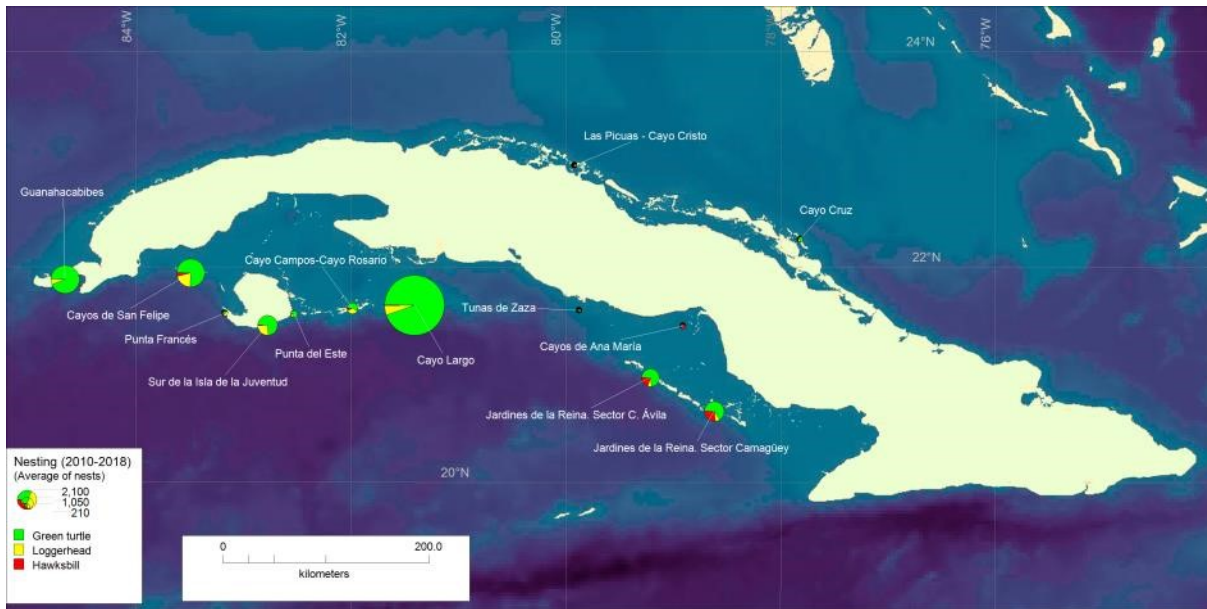 84°W
82°W
80°W
78°W
76°W
24°N
Las Picuas - Cayo Cristo
Guanahacabibes
Cayo Cruz
22°N
Cayo Campos-Cayo Rosario
Cayos de San Felipe
Tunas de Zaza
Punta Francés
Cayos de Ana María
Punta del Este
Cayo Largo
Sur de la Isla de la Juventud
Jardines de la Reina. Sector C. Ávila
Jardines de la Reina. Sector Camagüey
20°N
Nesting (2010-2018)
(Average of nests)
2,100
1,050
210
Green turtle
Loggerhead
Hawksbill
0
200.0
kilometers